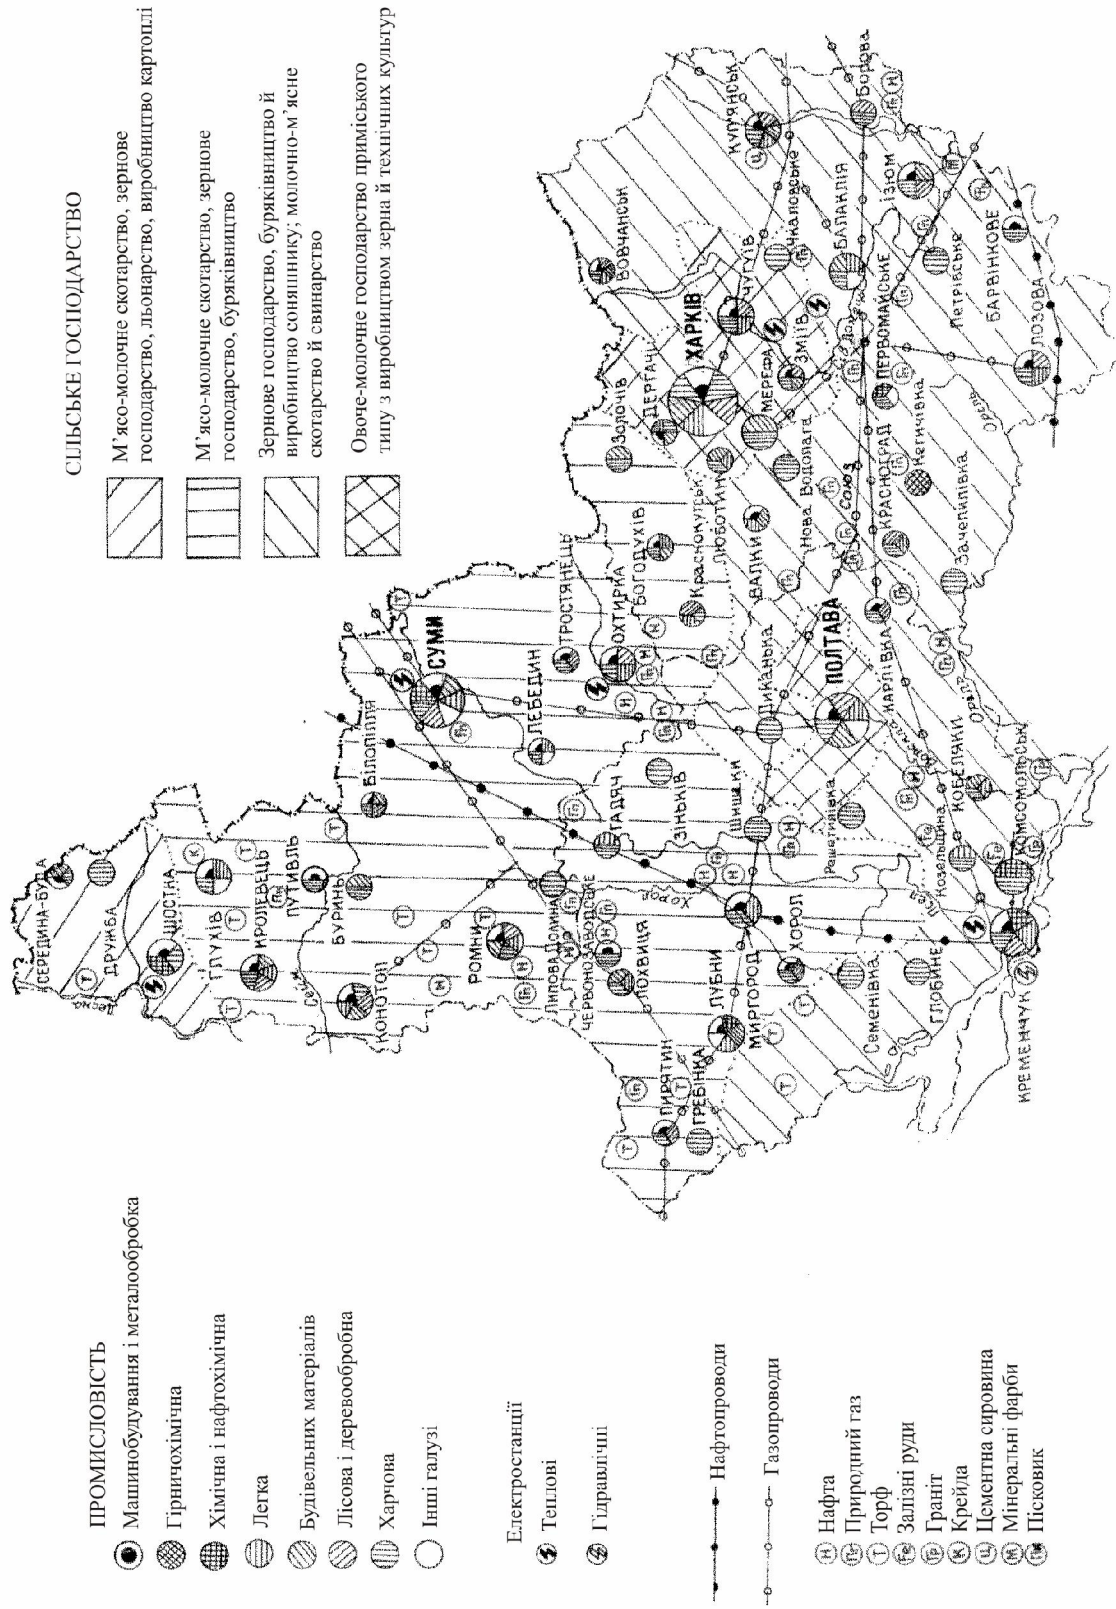 СІЛЬСЬКЕ ГОСПОДАРСТВО
М'ясо-молочне скотарство, зернове
господарство, льонарство, виробництво картоплі
М'ясо-молочне скотарство, зернове
господарство, буряківництво
Зернове господарство, буряківництво й
виробництво соняшнику; молочно-м'ясне
скотарство й свинарство
Овоче-молочне господарство приміського
типу з виробництвом зерна й технічних культур
СЕРЕДИНА-БУДА
ДРУЖБА
Десна
ШОСТКА
ГЛУХІВ
КРОЛЕВЕЦЬ
ПУТИВЛЬ
БУРИНЬ
Сейм
КОНОТОП
БІЛОПІЛЛЯ
СУМИ
РОМНИ
ЛЕБЕДИН
ТРОСТЯНЕЦЬ
Липова Долина
ЧЕРВОНОЗАВОДСЬКЕ
ГАДЯЧ
ОХТИРКА
БОГОДУХІВ
Золочів
ВОВЧАНСЬК
ПИРЯТИН
ГРЕБІНКА
ЛОХВИЦЯ
Хорол
ЗІНЬКІВ
Краснокутськ
ДЕРГАЧІ
ЛЮБОТИН
ХАРКІВ
ЛУБНИ
МИРГОРОД
Шишаки
Диканька
ВАЛКИ
МЕРЕФА
ЧУГУЇВ
КУП'ЯНСЬК
Чкаловське
ХОРОЛ
Нова Водолага
ЗМІЇВ
Решетилівка
ПОЛТАВА
Союз
БАЛАКЛІЯ
Борова
Семенівка
ГЛОБИНЕ
КАРЛІВКА
КРАСНОГРАД
ПЕРВОМАЙСЬКЕ
ІЗЮМ
Козельщина
КОБЕЛЯКИ
Зачепилівка
Кегичівка
Петрівське
Псел
Орель
Орель
БАРВІНКОВЕ
КРЕМЕНЧУК
КОМСОМОЛЬСЬК
ЛОЗОВА
ПРОМИСЛОВІСТЬ
Машинобудування і металообробка
Гірничохімічна
Хімічна і нафтохімічна
Легка
Будівельних матеріалів
Лісова і деревообробна
Харчова
Інші галузі
Електростанції
Теплові
Гідравлічні
Нафтопроводи
Газопроводи
Н Нафта
Пг Природний газ
Т Торф
Fe Залізні руди
Гр Граніт
К Крейда
Ц Цементна сировина
М Мінеральні фарби
Пк Пісковик